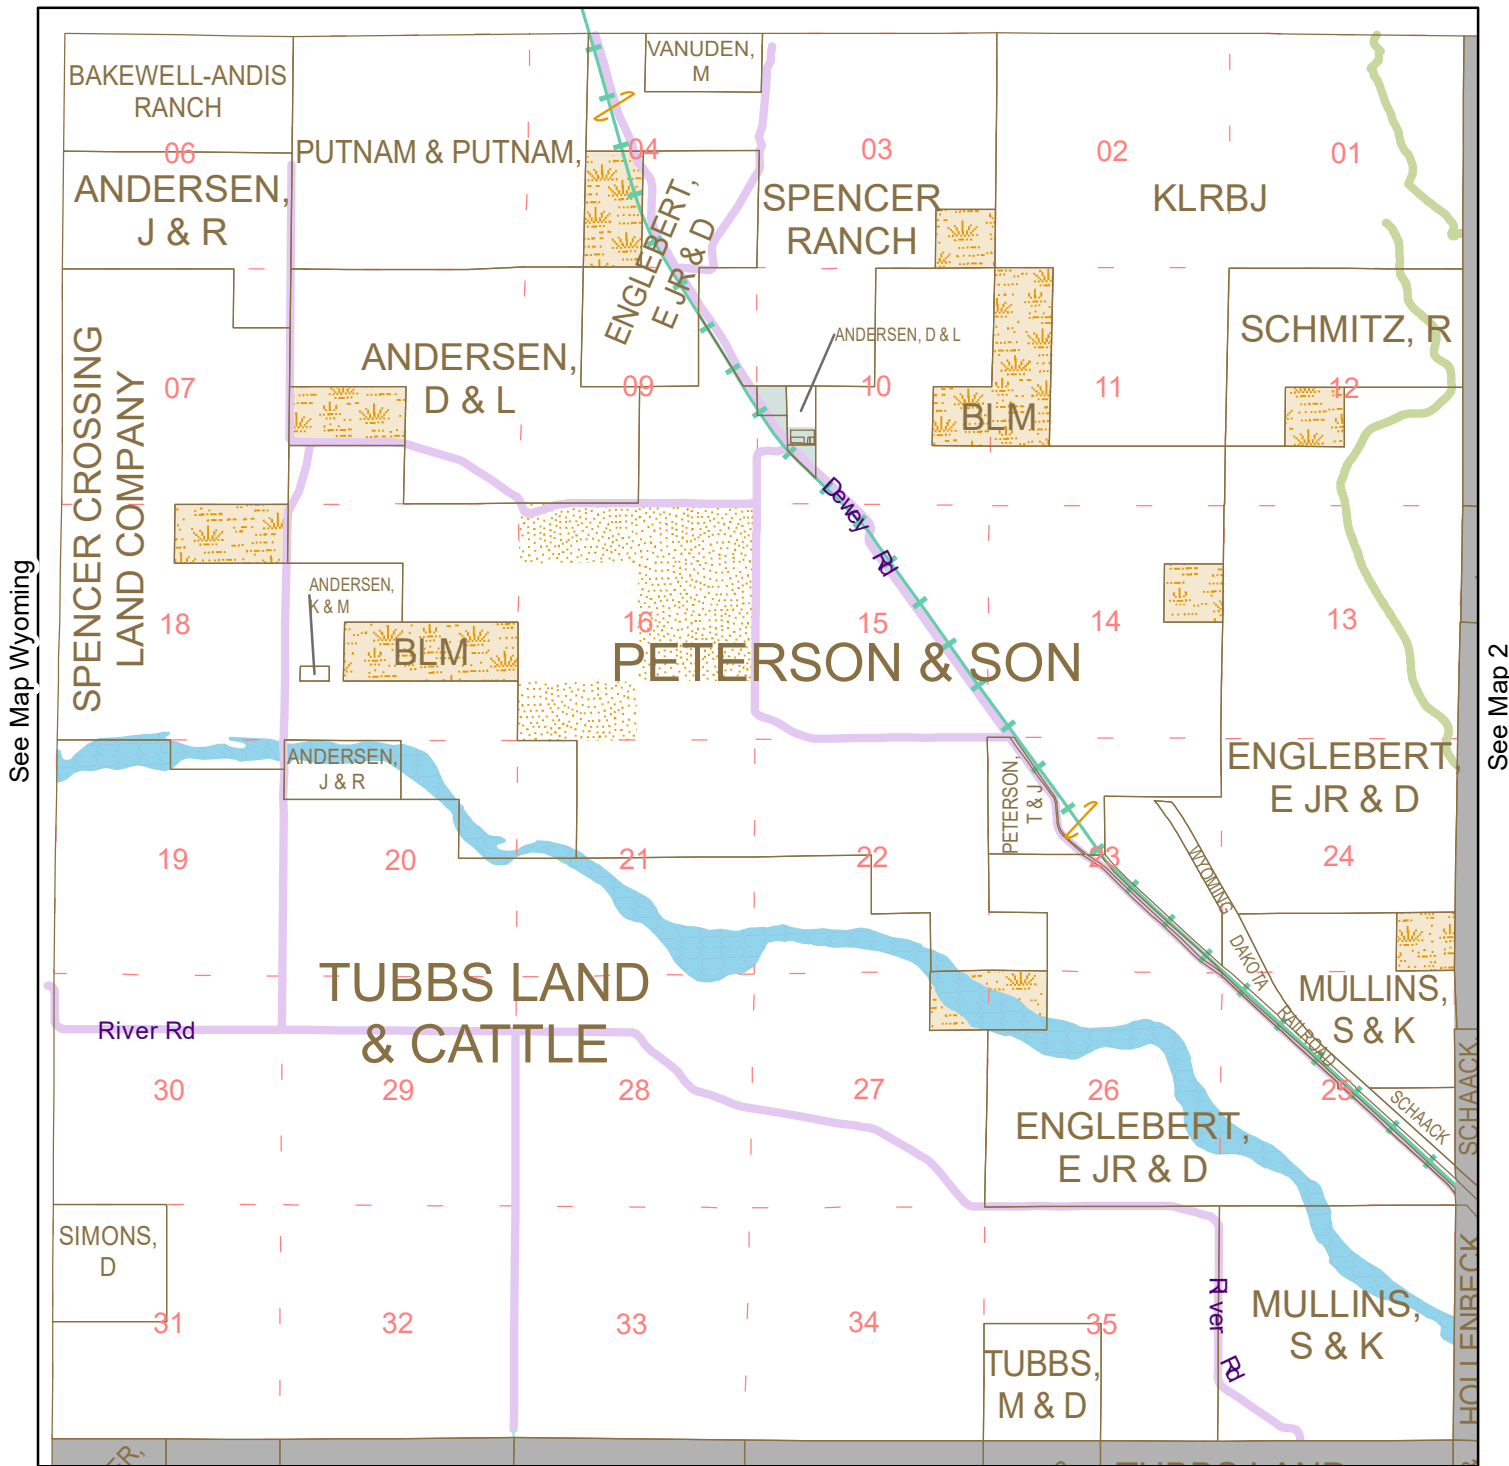 VANUDEN,
M
BAKEWELL-ANDIS
RANCH
06
PUTNAM & PUTNAM,
04
03
02
01
ANDERSEN,
J & R
ENGLEBERT,
E JR & D
SPENCER
RANCH
KLRBJ
SPENCER CROSSING
LAND COMPANY
07
ANDERSEN,
D & L
09
ANDERSEN, D & L
10
BLM
11
SCHMITZ, R
12
Dewey Rd
See Map Wyoming
18
ANDERSEN,
K & M
BLM
16
15
14
13
PETERSON & SON
See Map 2
ANDERSEN,
J & R
PETERSON,
T & J
ENGLEBERT,
E JR & D
19
20
21
22
23
24
WYOMING
DAKOTA
RAILROAD
TUBBS LAND
& CATTLE
MULLINS,
S & K
River Rd
30
29
28
27
26
25
SCHAACK
SCHAACK,
ENGLEBERT,
E JR & D
SIMONS,
D
31
32
33
34
35
River Rd
MULLINS,
S & K
HOLLENBECK
TUBBS,
M & D
ER,
TUBBS LAND